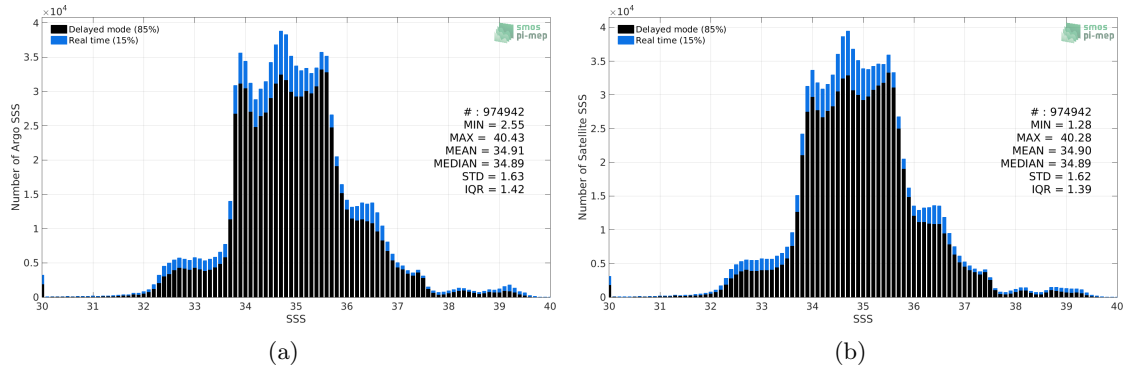 ×10⁴
Delayed mode (85%)
Real time (15%)
smos
pi-mep
Number of Argo SSS
4
3.5
3
2.5
2
1.5
1
0.5
0
# : 974942
MIN = 2.55
MAX = 40.43
MEAN = 34.91
MEDIAN = 34.89
STD = 1.63
IQR = 1.42
30 31 32 33 34 35 36 37 38 39 40
SSS
(a)
×10⁴
Delayed mode (85%)
Real time (15%)
smos
pi-mep
Number of Satellite SSS
4
3.5
3
2.5
2
1.5
1
0.5
0
# : 974942
MIN = 1.28
MAX = 40.28
MEAN = 34.90
MEDIAN = 34.89
STD = 1.62
IQR = 1.39
30 31 32 33 34 35 36 37 38 39 40
SSS
(b)